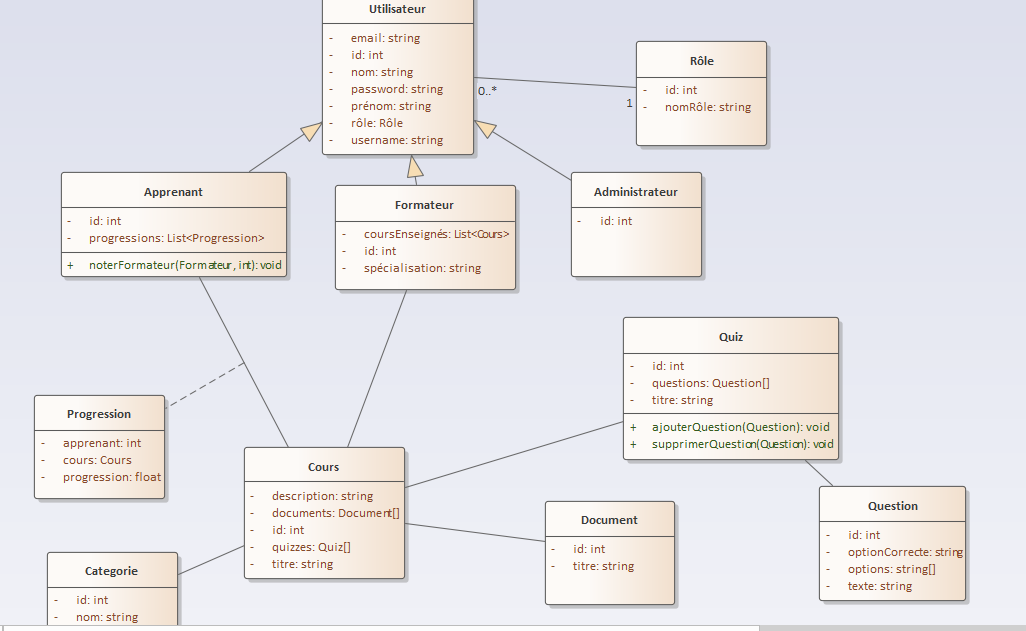 Utilisateur
- email: string
- id: int
- nom: string
- password: string
- prénom: string
- rôle: Rôle
- username: string
0..*
1
Rôle
- id: int
- nomRôle: string
Apprenant
- id: int
- progressions: List<Progression>
+ noterFormateur(Formateur, int): void
Formateur
- coursEnseignés: List<Cours>
- id: int
- spécialisation: string
Administrateur
- id: int
Quiz
- id: int
- questions: Question[]
- titre: string
+ ajouterQuestion(Question): void
+ supprimerQuestion(Question): void
Progression
- apprenant: int
- cours: Cours
- progression: float
Cours
- description: string
- documents: Document[]
- id: int
- quizzes: Quiz[]
- titre: string
Document
- id: int
- titre: string
Question
- id: int
- optionCorrecte: string
- options: string[]
- texte: string
Categorie
- id: int
- nom: string